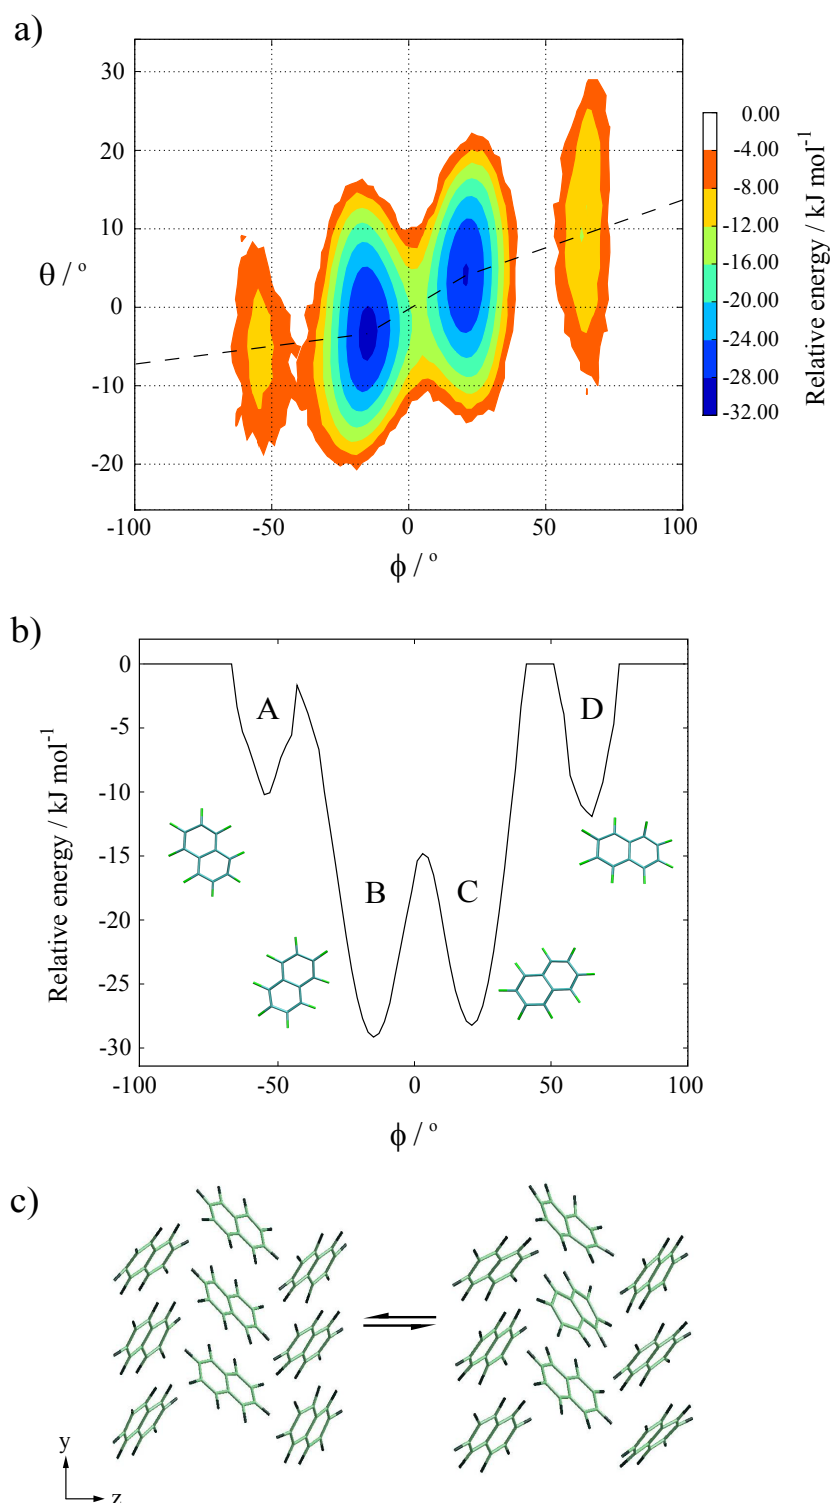 a)
30
20
10
0
-10
-20
θ / °
-100
-50
0
50
100
ϕ / °
0.00
-4.00
-8.00
-12.00
-16.00
-20.00
-24.00
-28.00
-32.00
Relative energy / kJ mol⁻¹
b)
0
-5
-10
-15
-20
-25
-30
Relative energy / kJ mol⁻¹
A
B
C
D
-100
-50
0
50
100
ϕ / °
c)
y
z